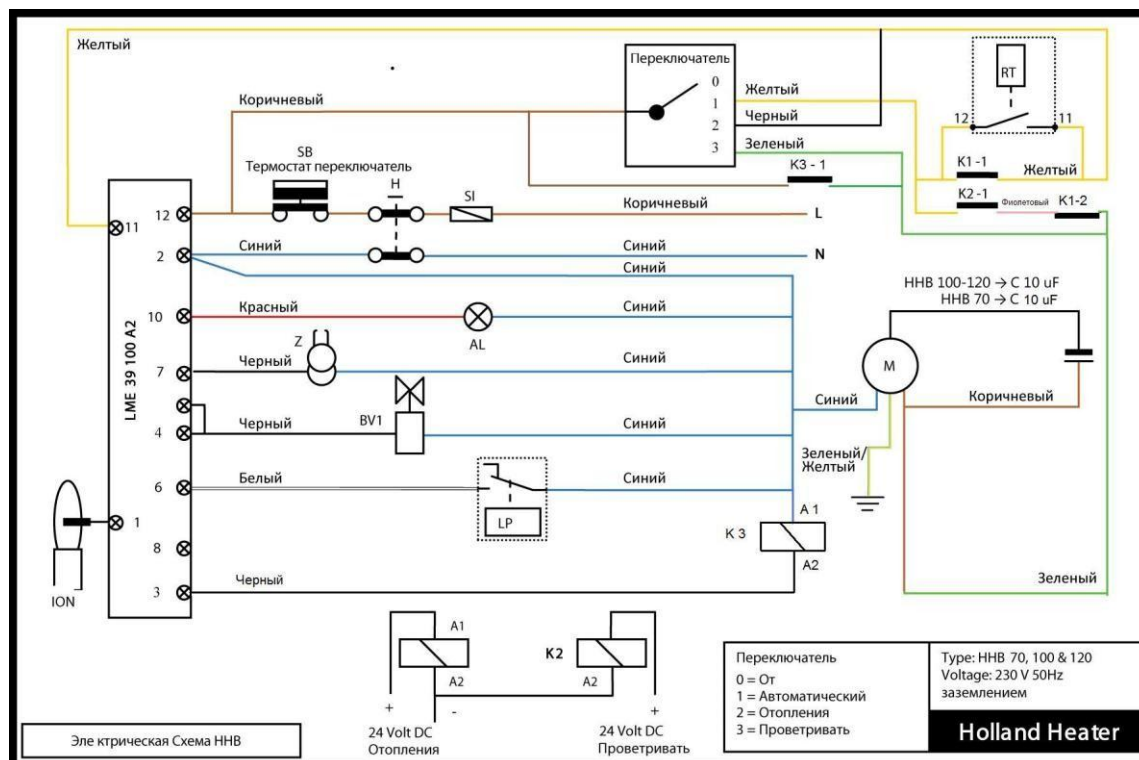 Желтый
Переключатель
0
1
2
3
RT
12
11
Коричневый
Желтый
Черный
Зеленый
K3 - 1
K1 -1
Желтый
K2 -1
Фиолетовый
K1-2
SB
Термостат переключатель
H
SI
Коричневый
L
12
11
Синий
Синий
N
2
Синий
HHB 100-120 → C 10 uF
HHB 70 → C 10 uF
Красный
Синий
10
AL
Z
Черный
Синий
7
M
Коричневый
Синий
LME 39 100 A2
BV1
Черный
Синий
4
Зеленый/
Желтый
Белый
Синий
6
LP
1
A 1
K 3
A2
8
Черный
3
Зеленый
ION
A1
A2
K2
A2
+
-
+
24 Volt DC
Отопления
24 Volt DC
Проветривать
Эле ктрическая Схема ННВ
Переключатель
0 = От
1 = Автоматический
2 = Отопления
3 = Проветривать
Type: HHB 70, 100 & 120
Voltage: 230 V 50Hz
заземлением
Holland Heater